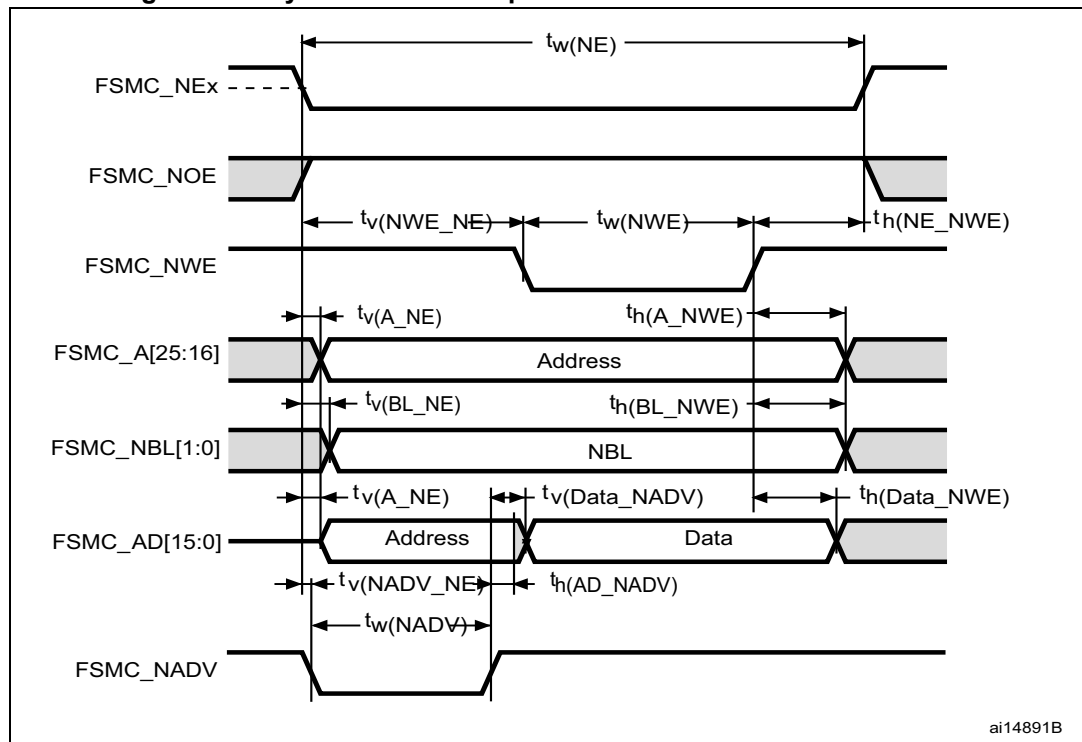 tw(NE)
FSMC_NEx
FSMC_NOE
tv(NWE_NE) tw(NWE) th(NE_NWE)
FSMC_NWE
tv(A_NE) th(A_NWE)
FSMC_A[25:16] Address
tv(BL_NE) th(BL_NWE)
FSMC_NBL[1:0] NBL
tv(A_NE) tv(Data_NADV) th(Data_NWE)
FSMC_AD[15:0] Address Data
tv(NADV_NE) th(AD_NADV)
tw(NADV)
FSMC_NADV
ai14891B